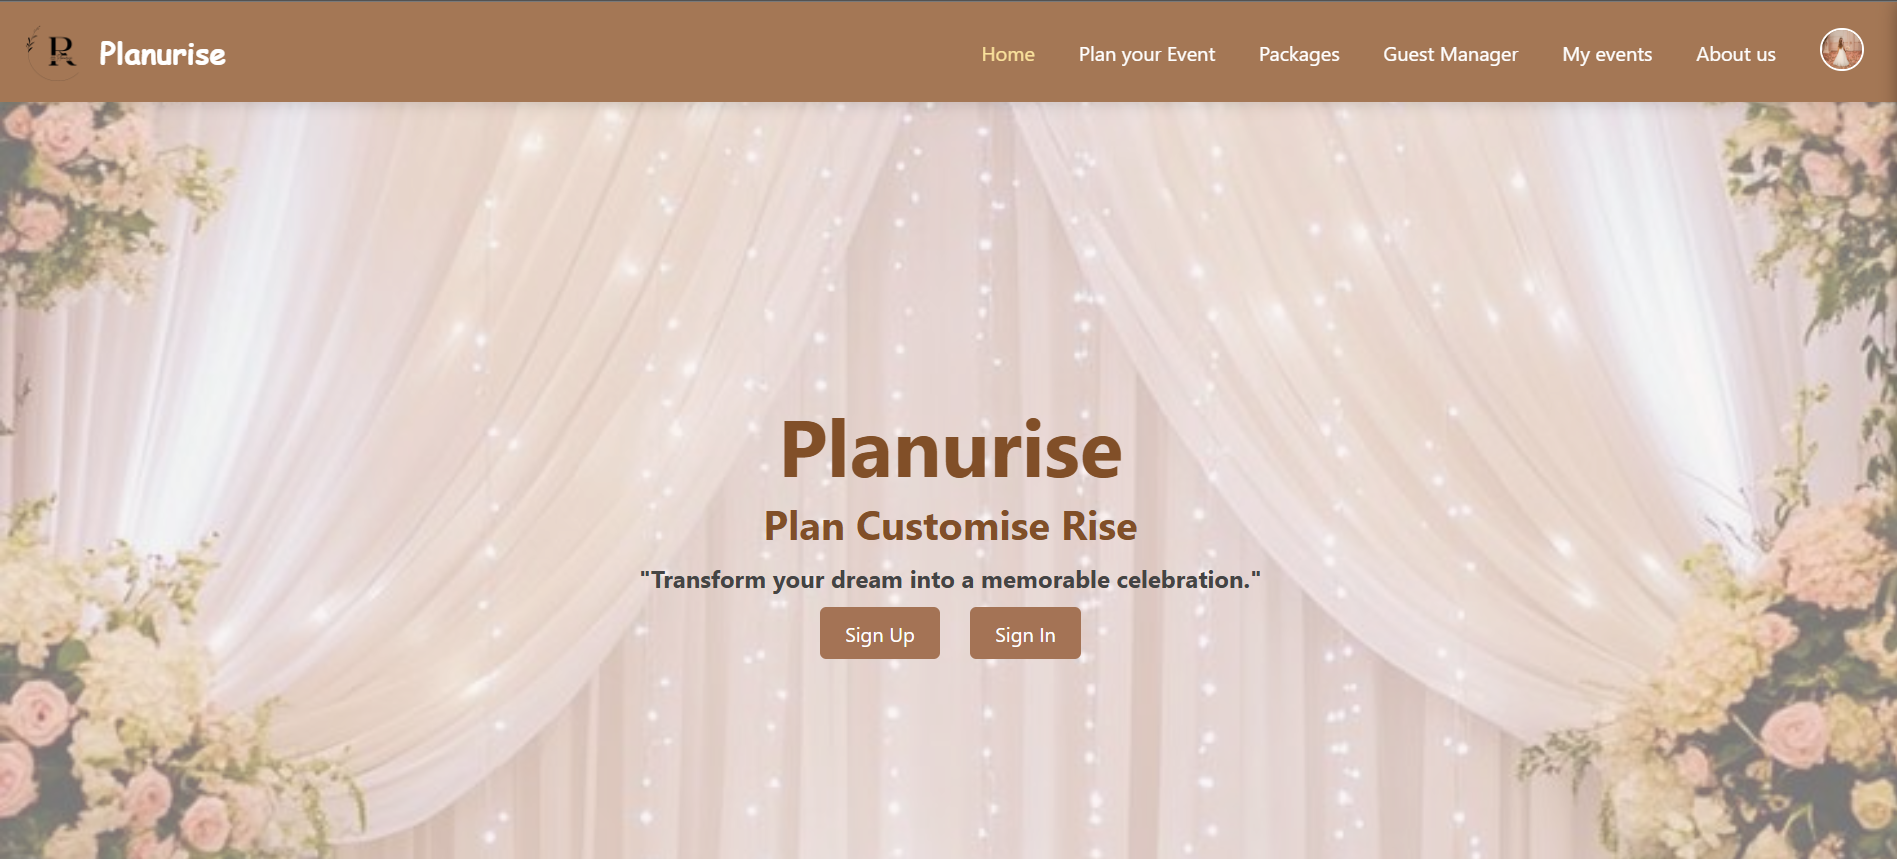 R
Planurise
Home
Plan your Event
Packages
Guest Manager
My events
About us
Planurise
Plan Customise Rise
"Transform your dream into a memorable celebration."
Sign Up
Sign In